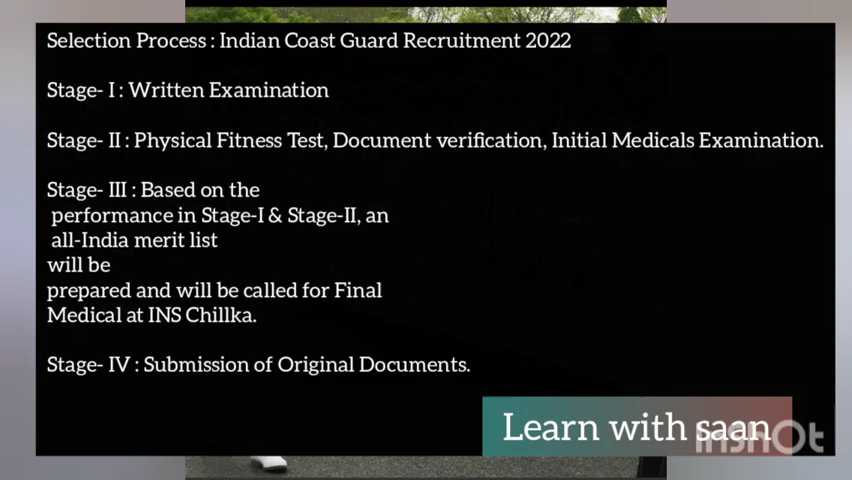 Selection Process : Indian Coast Guard Recruitment 2022
Stage- I : Written Examination
Stage- II : Physical Fitness Test, Document verification, Initial Medicals Examination.
Stage- III : Based on the
performance in Stage-I & Stage-II, an
all-India merit list
will be
prepared and will be called for Final
Medical at INS Chillka.
Stage- IV : Submission of Original Documents.
Learn with saan
inshot